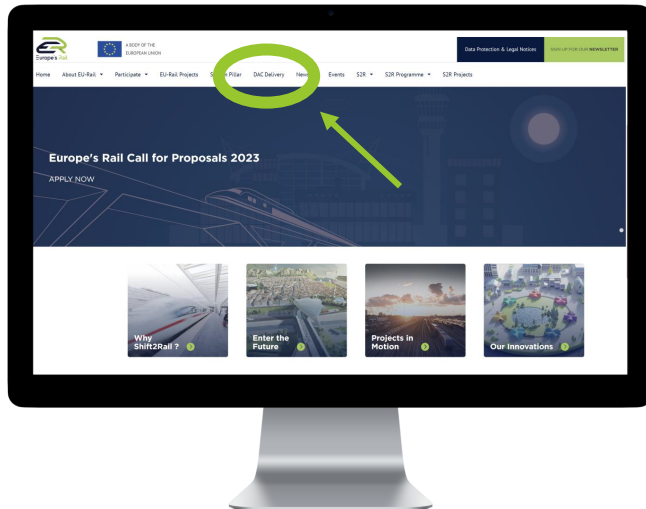 Europe's Rail
A BODY OF THE
EUROPEAN UNION
Data Protection & Legal Notices
SIGN UP FOR OUR NEWSLETTER
Home About EU-Rail Participate EU-Rail Projects Pillar DAC Delivery Events S2R S2R Programme S2R Projects
Europe's Rail Call for Proposals 2023
APPLY NOW
Why
Shift2Rail ?
Enter the
Future
Projects in
Motion
Our Innovations